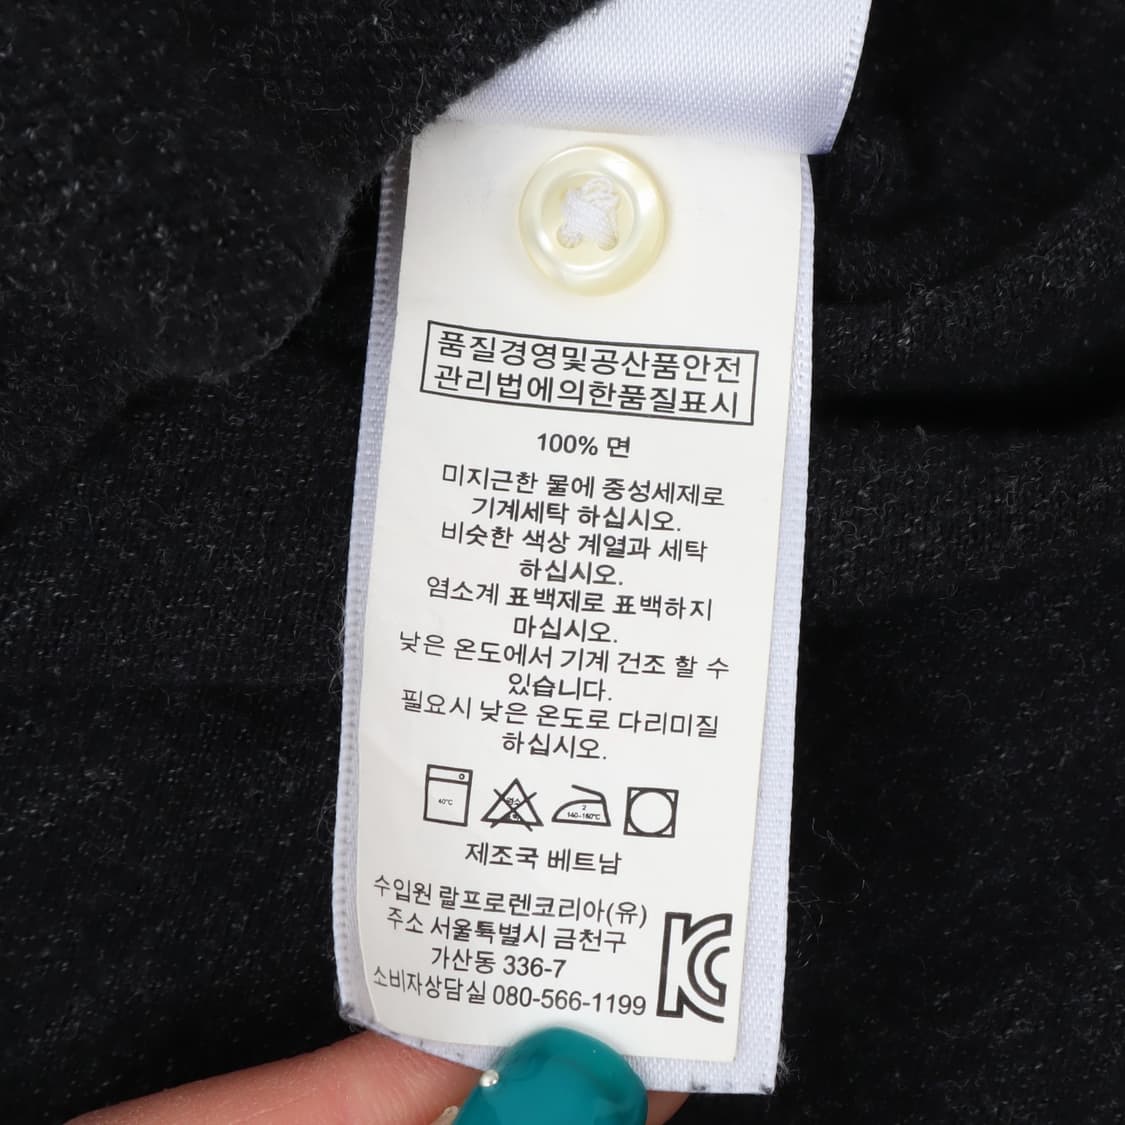 품질경영및공산품안전
관리법에의한품질표시
100% 면
미지근한 물에 중성세제로
기계세탁 하십시오.
비슷한 색상 계열과 세탁
하십시오.
염소계 표백제로 표백하지
마십시오.
낮은 온도에서 기계 건조 할 수
있습니다.
필요시 낮은 온도로 다리미질
하십시오.
40℃ 염소 2
140-160℃
제조국 베트남
수입원 랄프로렌코리아(유)
주소 서울특별시 금천구
가산동 336-7
소비자상담실 080-566-1199
KC